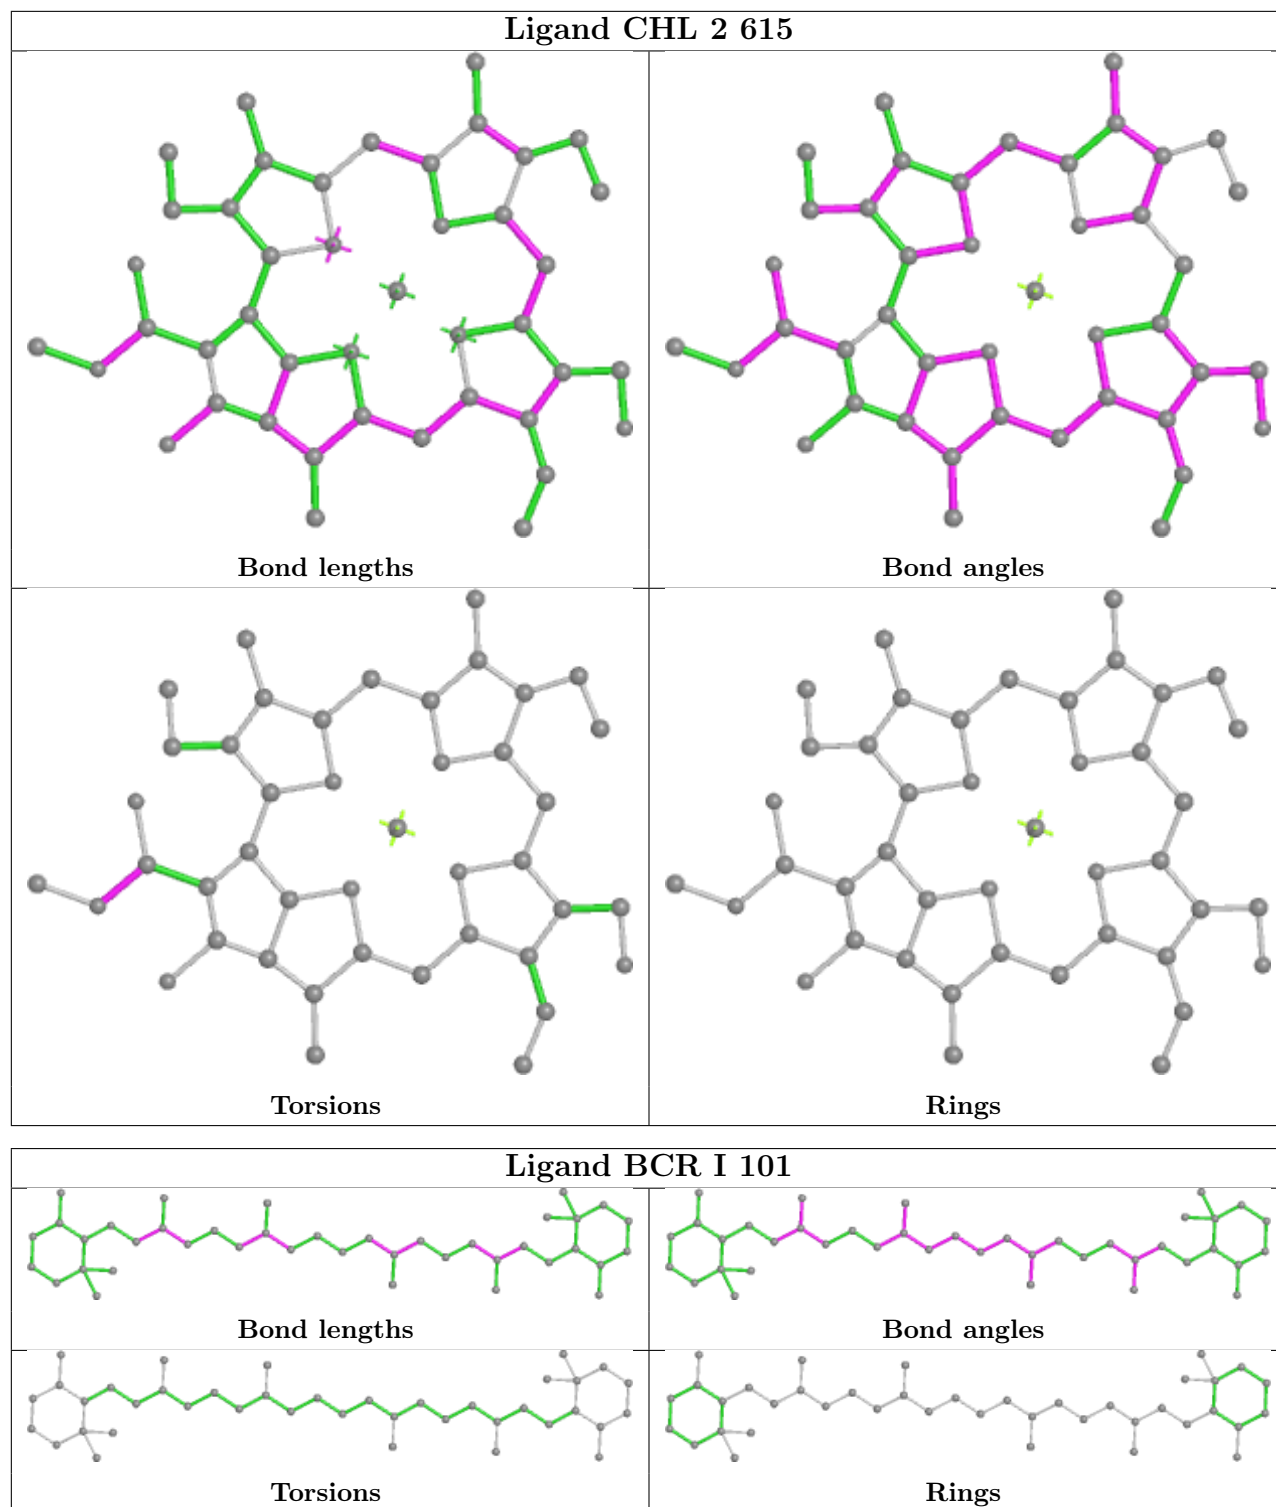 Ligand CHL 2 615
Bond lengths
Bond angles
Torsions
Rings
Ligand BCR I 101
Bond lengths
Bond angles
Torsions
Rings